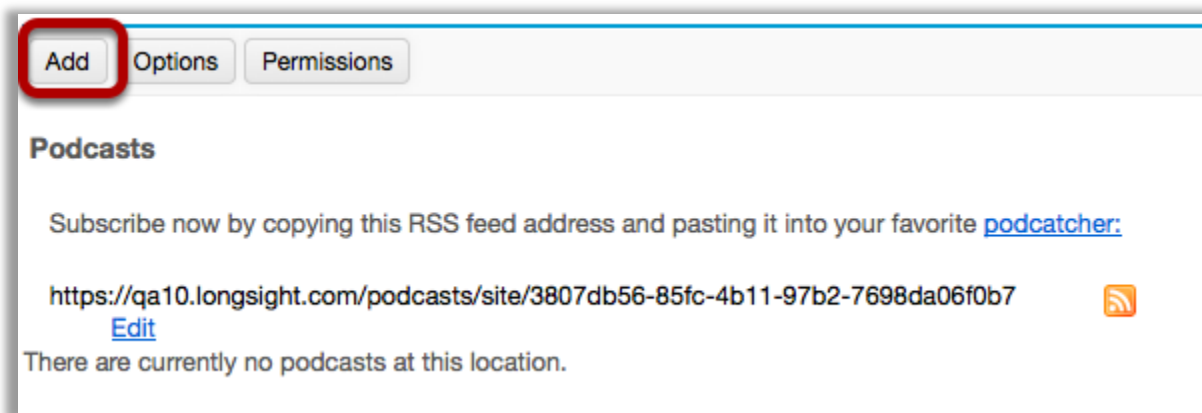 Add Options Permissions
Podcasts
Subscribe now by copying this RSS feed address and pasting it into your favorite podcatcher:
https://qa10.longsight.com/podcasts/site/3807db56-85fc-4b11-97b2-7698da06f0b7
Edit
There are currently no podcasts at this location.